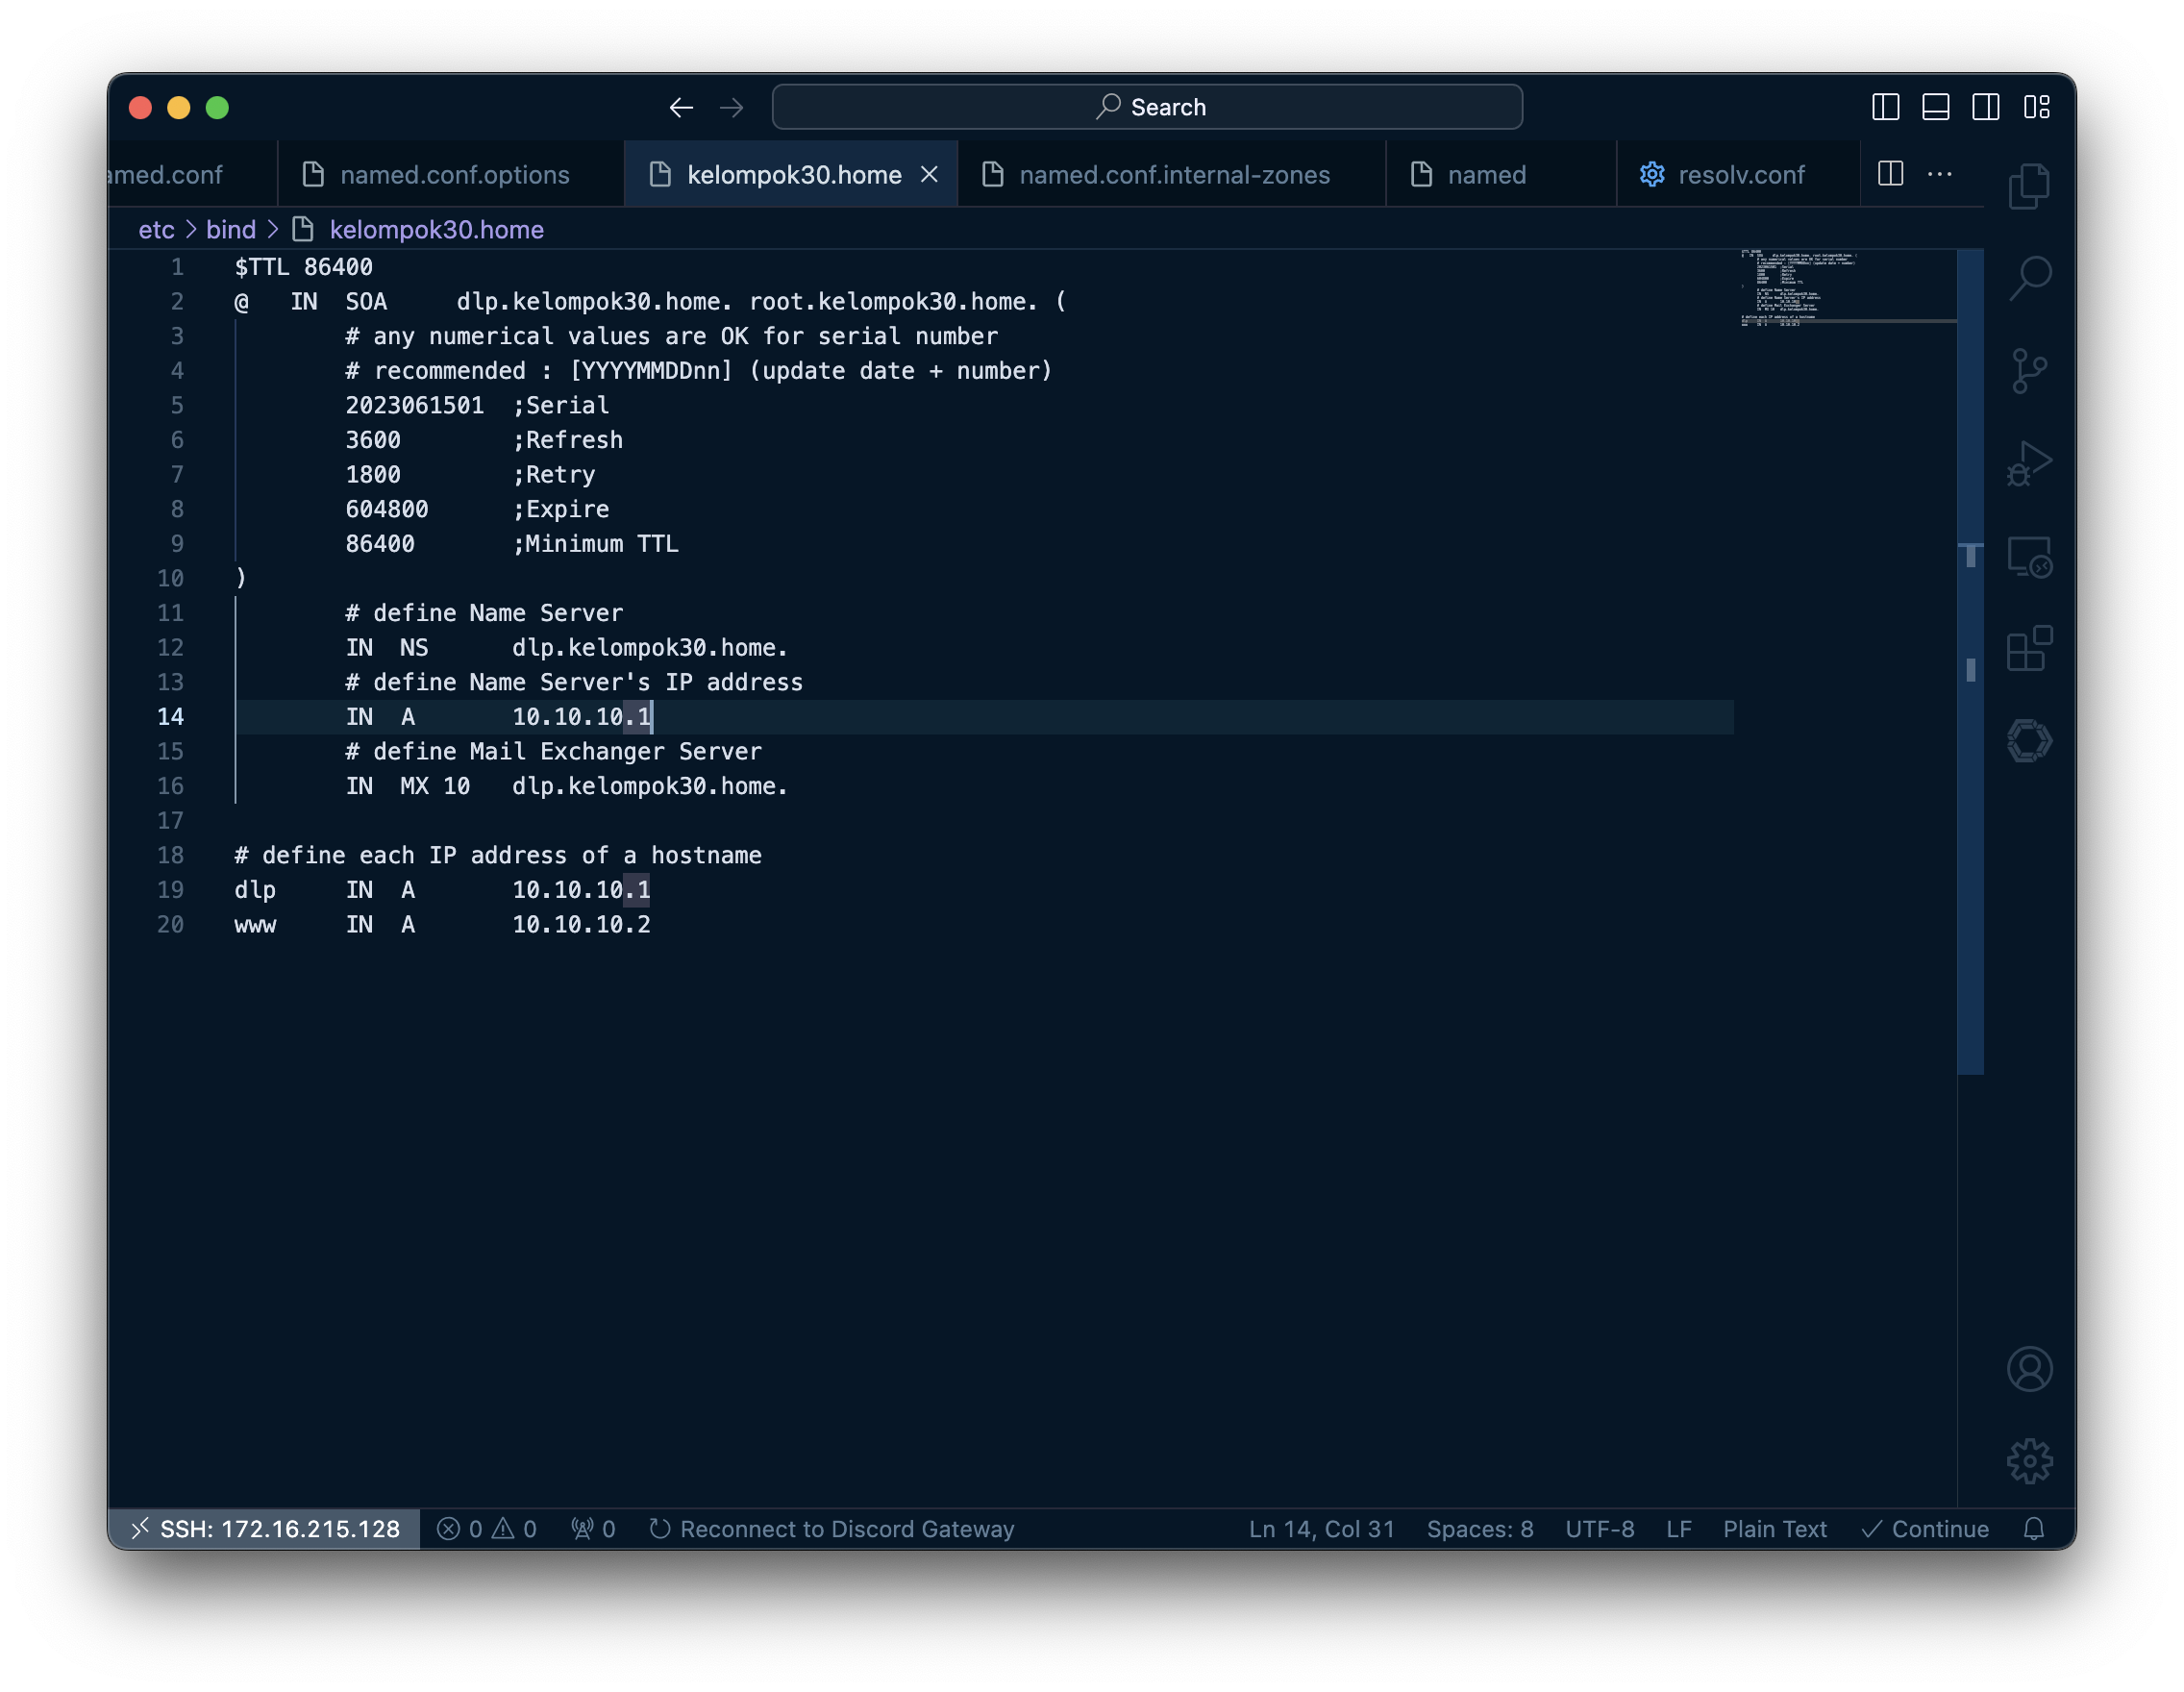 Search
amed.conf
named.conf.options
kelompok30.home
named.conf.internal-zones
named
resolv.conf
etc > bind > kelompok30.home
1 $TTL 86400
2 @   IN  SOA     dlp.kelompok30.home. root.kelompok30.home. (
3         # any numerical values are OK for serial number
4         # recommended : [YYYYMMDDnn] (update date + number)
5         2023061501  ;Serial
6         3600        ;Refresh
7         1800        ;Retry
8         604800      ;Expire
9         86400       ;Minimum TTL
10 )
11         # define Name Server
12         IN  NS      dlp.kelompok30.home.
13         # define Name Server's IP address
14         IN  A       10.10.10.1
15         # define Mail Exchanger Server
16         IN  MX 10   dlp.kelompok30.home.
17
18 # define each IP address of a hostname
19 dlp     IN  A       10.10.10.1
20 www     IN  A       10.10.10.2
SSH: 172.16.215.128 0 0 0 Reconnect to Discord Gateway Ln 14, Col 31 Spaces: 8 UTF-8 LF Plain Text Continue